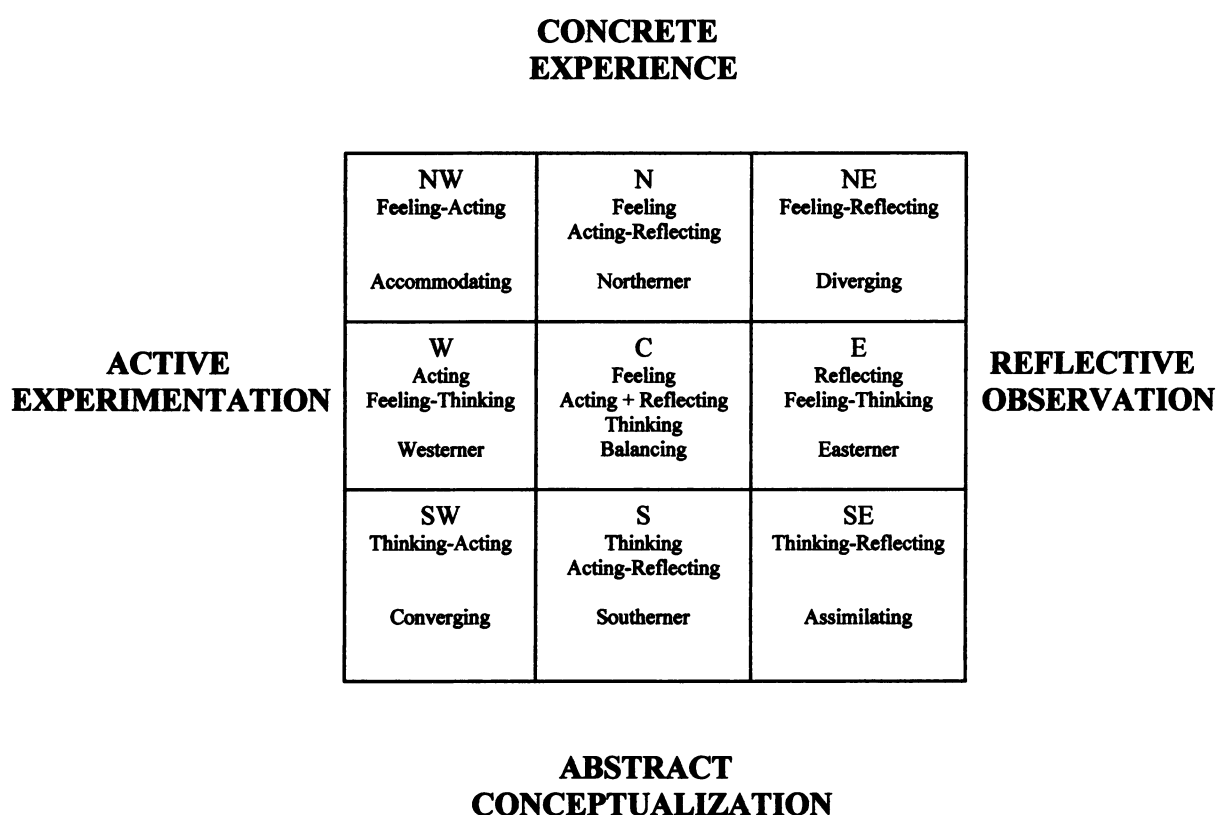 CONCRETE
EXPERIENCE
NW
Feeling-Acting
Accommodating
N
Feeling
Acting-Reflecting
Northerner
NE
Feeling-Reflecting
Diverging
ACTIVE
EXPERIMENTATION
W
Acting
Feeling-Thinking
Westerner
C
Feeling
Acting + Reflecting
Thinking
Balancing
E
Reflecting
Feeling-Thinking
Easterner
REFLECTIVE
OBSERVATION
SW
Thinking-Acting
Converging
S
Thinking
Acting-Reflecting
Southerner
SE
Thinking-Reflecting
Assimilating
ABSTRACT
CONCEPTUALIZATION